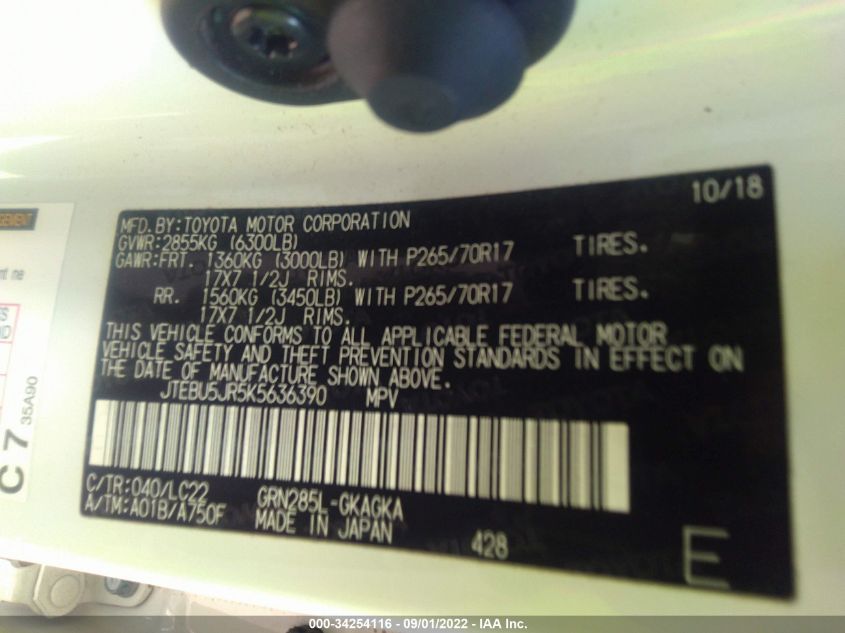 10/18
MFD. BY:TOYOTA MOTOR CORPORATION
GVWR:2855KG (6300LB)
GAWR:FRT. 1360KG (3000LB) WITH P265/70R17 TIRES.
17X7 1/2J RIMS.
RR. 1560KG (3450LB) WITH P265/70R17 TIRES.
17X7 1/2J RIMS.
THIS VEHICLE CONFORMS TO ALL APPLICABLE FEDERAL MOTOR
VEHICLE SAFETY AND THEFT PREVENTION STANDARDS IN EFFECT ON
THE DATE OF MANUFACTURE SHOWN ABOVE.
JTEBU5JR5K5636390 MPV
C/TR:040/LC22 GRN285L-GKAGKA
A/TM:A01B/A750F MADE IN JAPAN
428
E
C7
35A90
000-34254116 - 09/01/2022 - IAA Inc.